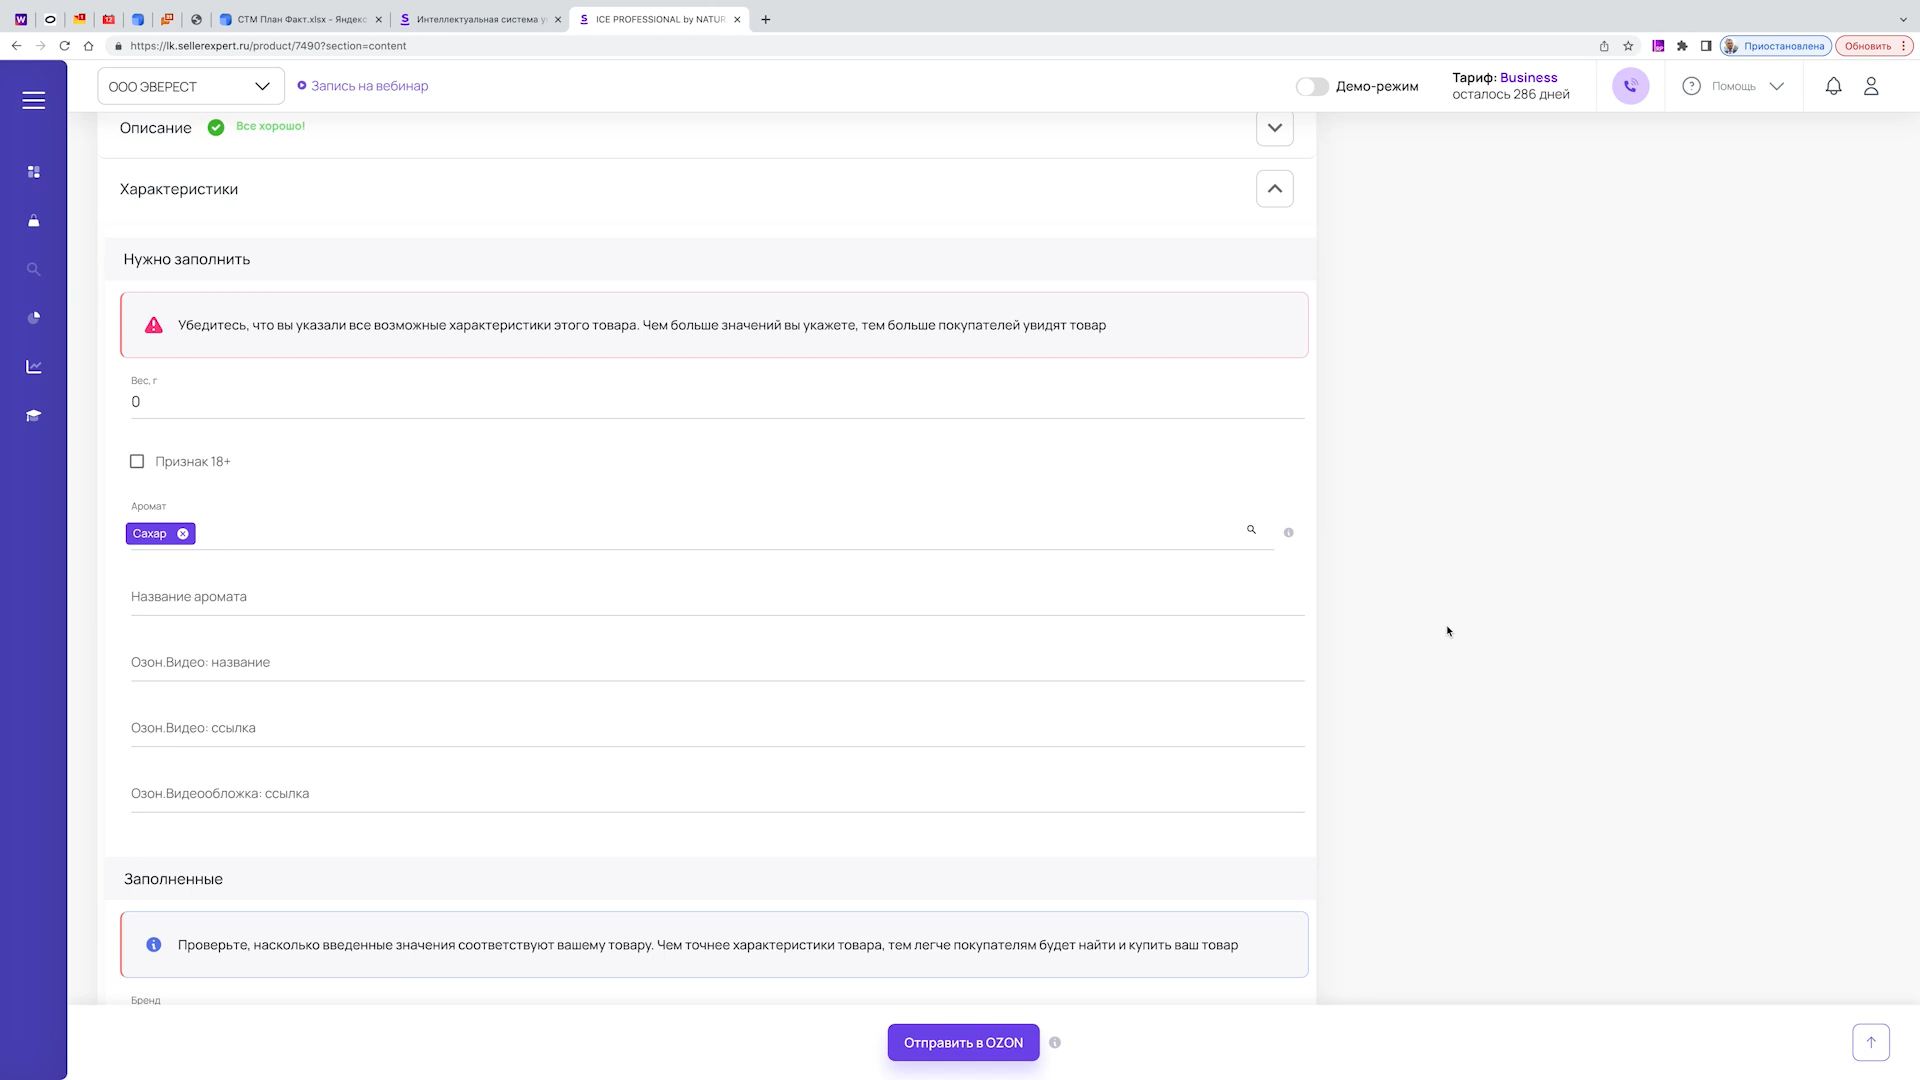 СТМ План Факт.xlsx – Яндекс
Интеллектуальная система у
ICE PROFESSIONAL by NATUR
https://lk.sellerexpert.ru/product/7490?section=content
Приостановлена
Обновить
ООО ЭВЕРЕСТ
Запись на вебинар
Демо-режим
Тариф: Business
осталось 286 дней
Помощь
Описание
Все хорошо!
Характеристики
Нужно заполнить
Убедитесь, что вы указали все возможные характеристики этого товара. Чем больше значений вы укажете, тем больше покупателей увидят товар
Вес, г
0
Признак 18+
Аромат
Сахар
Название аромата
Озон.Видео: название
Озон.Видео: ссылка
Озон.Видеообложка: ссылка
Заполненные
Проверьте, насколько введенные значения соответствуют вашему товару. Чем точнее характеристики товара, тем легче покупателям будет найти и купить ваш товар
Бренд
Отправить в OZON